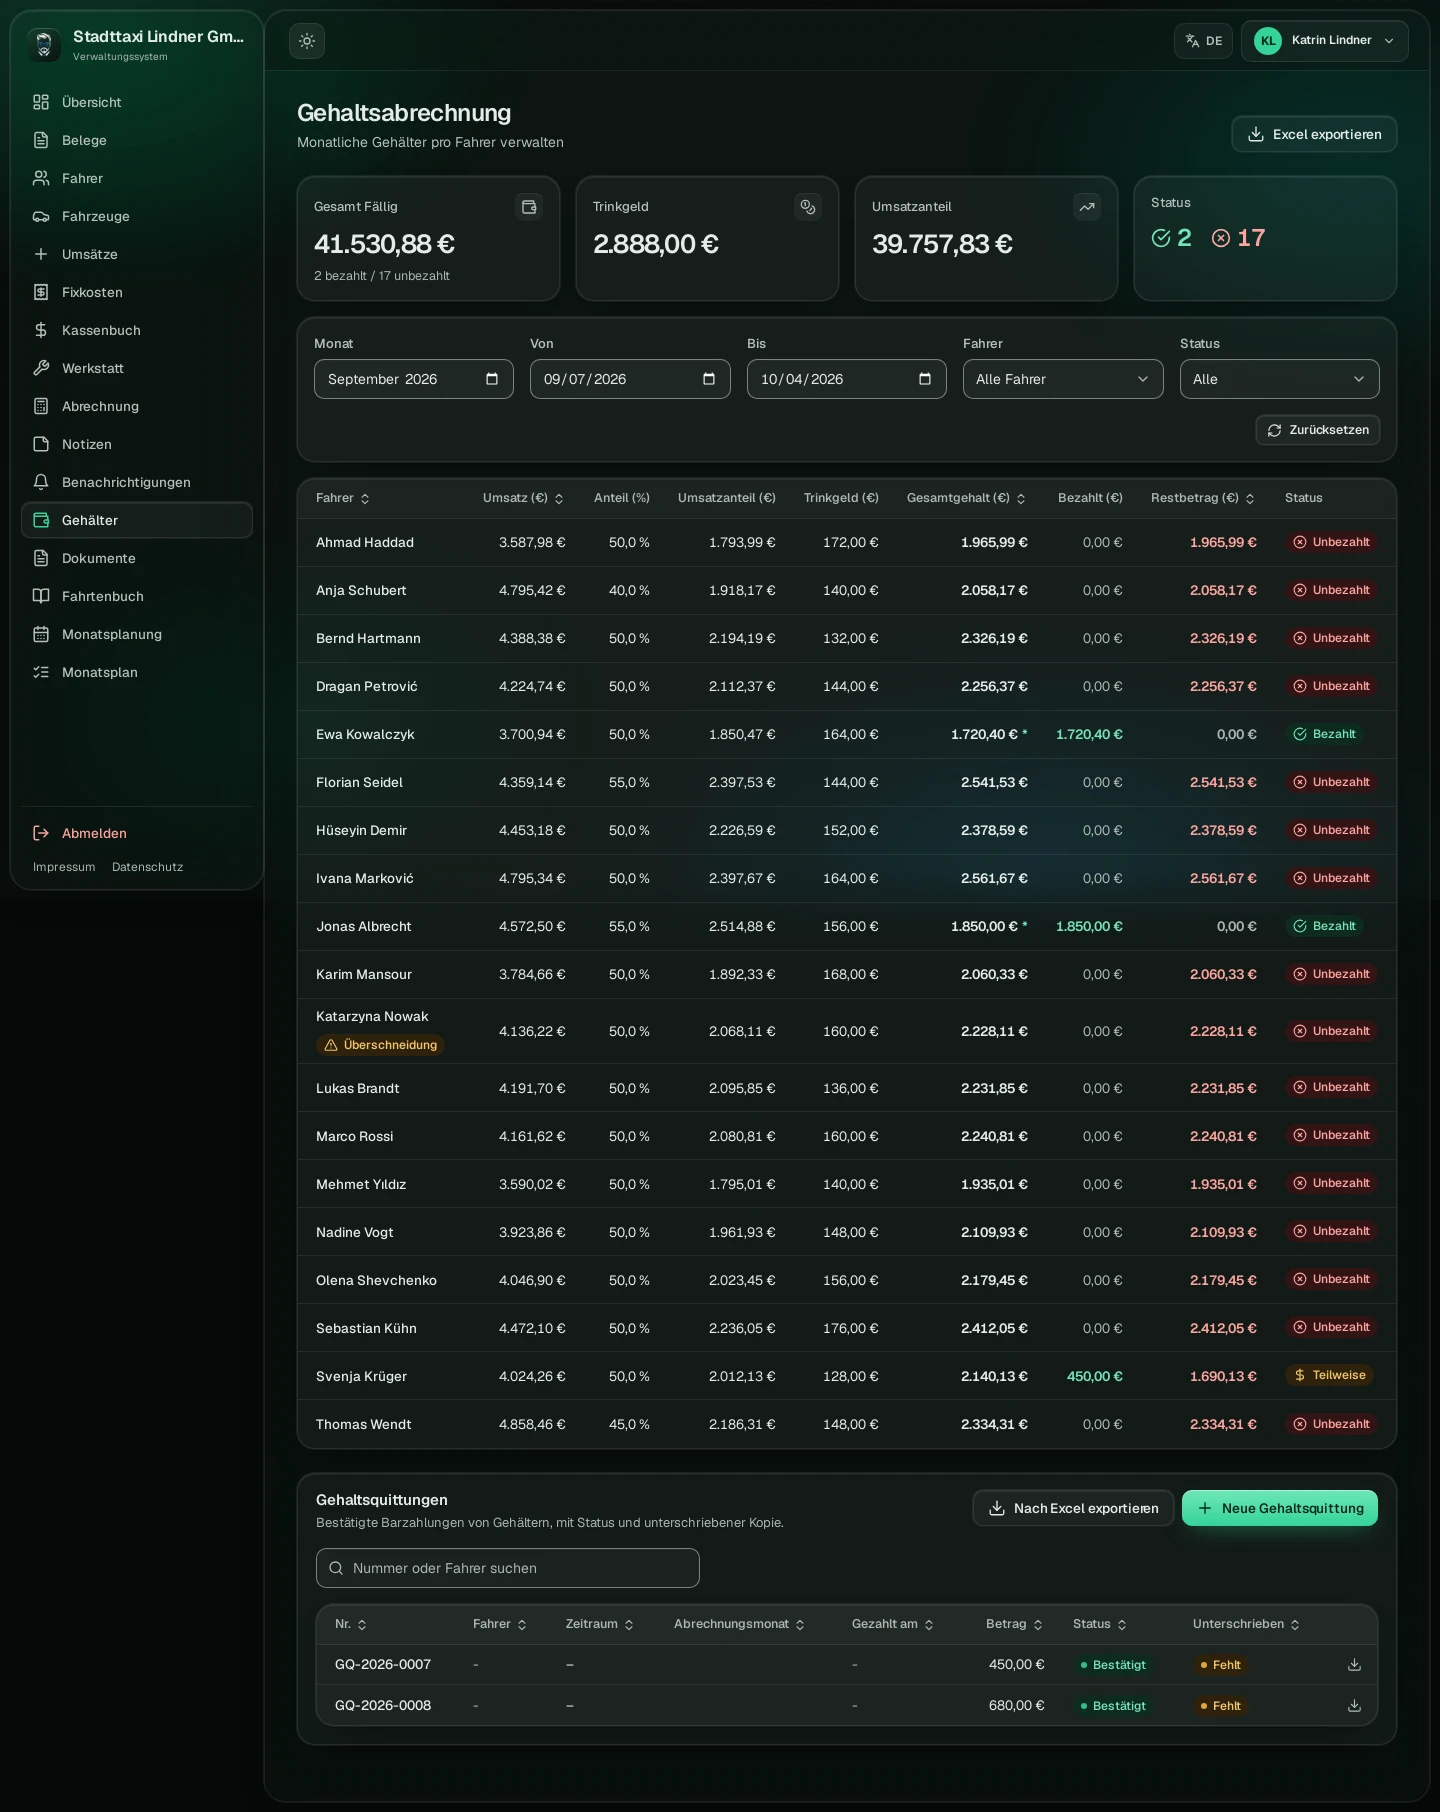 Stadttaxi Lindner Gm...
Verwaltungssystem
Übersicht
Belege
Fahrer
Fahrzeuge
Umsätze
Fixkosten
Kassenbuch
Werkstatt
Abrechnung
Notizen
Benachrichtigungen
Gehälter
Dokumente
Fahrtenbuch
Monatsplanung
Monatsplan
Abmelden
Impressum Datenschutz
DE
KL Katrin Lindner
Gehaltsabrechnung
Monatliche Gehälter pro Fahrer verwalten
Excel exportieren
Gesamt Fällig
41.530,88 €
2 bezahlt / 17 unbezahlt
Trinkgeld
2.888,00 €
Umsatzanteil
39.757,83 €
Status
2 17
Monat Von Bis Fahrer Status
September 2026 09/07/2026 10/04/2026 Alle Fahrer Alle
Zurücksetzen
Fahrer Umsatz (€) Anteil (%) Umsatzanteil (€) Trinkgeld (€) Gesamtgehalt (€) Bezahlt (€) Restbetrag (€) Status
Ahmad Haddad 3.587,98 € 50,0 % 1.793,99 € 172,00 € 1.965,99 € 0,00 € 1.965,99 € Unbezahlt
Anja Schubert 4.795,42 € 40,0 % 1.918,17 € 140,00 € 2.058,17 € 0,00 € 2.058,17 € Unbezahlt
Bernd Hartmann 4.388,38 € 50,0 % 2.194,19 € 132,00 € 2.326,19 € 0,00 € 2.326,19 € Unbezahlt
Dragan Petrović 4.224,74 € 50,0 % 2.112,37 € 144,00 € 2.256,37 € 0,00 € 2.256,37 € Unbezahlt
Ewa Kowalczyk 3.700,94 € 50,0 % 1.850,47 € 164,00 € 1.720,40 € * 1.720,40 € 0,00 € Bezahlt
Florian Seidel 4.359,14 € 55,0 % 2.397,53 € 144,00 € 2.541,53 € 0,00 € 2.541,53 € Unbezahlt
Hüseyin Demir 4.453,18 € 50,0 % 2.226,59 € 152,00 € 2.378,59 € 0,00 € 2.378,59 € Unbezahlt
Ivana Marković 4.795,34 € 50,0 % 2.397,67 € 164,00 € 2.561,67 € 0,00 € 2.561,67 € Unbezahlt
Jonas Albrecht 4.572,50 € 55,0 % 2.514,88 € 156,00 € 1.850,00 € * 1.850,00 € 0,00 € Bezahlt
Karim Mansour 3.784,66 € 50,0 % 1.892,33 € 168,00 € 2.060,33 € 0,00 € 2.060,33 € Unbezahlt
Katarzyna Nowak 4.136,22 € 50,0 % 2.068,11 € 160,00 € 2.228,11 € 0,00 € 2.228,11 € Unbezahlt
Überschneidung
Lukas Brandt 4.191,70 € 50,0 % 2.095,85 € 136,00 € 2.231,85 € 0,00 € 2.231,85 € Unbezahlt
Marco Rossi 4.161,62 € 50,0 % 2.080,81 € 160,00 € 2.240,81 € 0,00 € 2.240,81 € Unbezahlt
Mehmet Yıldız 3.590,02 € 50,0 % 1.795,01 € 140,00 € 1.935,01 € 0,00 € 1.935,01 € Unbezahlt
Nadine Vogt 3.923,86 € 50,0 % 1.961,93 € 148,00 € 2.109,93 € 0,00 € 2.109,93 € Unbezahlt
Olena Shevchenko 4.046,90 € 50,0 % 2.023,45 € 156,00 € 2.179,45 € 0,00 € 2.179,45 € Unbezahlt
Sebastian Kühn 4.472,10 € 50,0 % 2.236,05 € 176,00 € 2.412,05 € 0,00 € 2.412,05 € Unbezahlt
Svenja Krüger 4.024,26 € 50,0 % 2.012,13 € 128,00 € 2.140,13 € 450,00 € 1.690,13 € Teilweise
Thomas Wendt 4.858,46 € 45,0 % 2.186,31 € 148,00 € 2.334,31 € 0,00 € 2.334,31 € Unbezahlt
Gehaltsquittungen
Bestätigte Barzahlungen von Gehältern, mit Status und unterschriebener Kopie.
Nach Excel exportieren
Neue Gehaltsquittung
Nummer oder Fahrer suchen
Nr. Fahrer Zeitraum Abrechnungsmonat Gezahlt am Betrag Status Unterschrieben
GQ-2026-0007 - – - 450,00 € Bestätigt Fehlt
GQ-2026-0008 - – - 680,00 € Bestätigt Fehlt